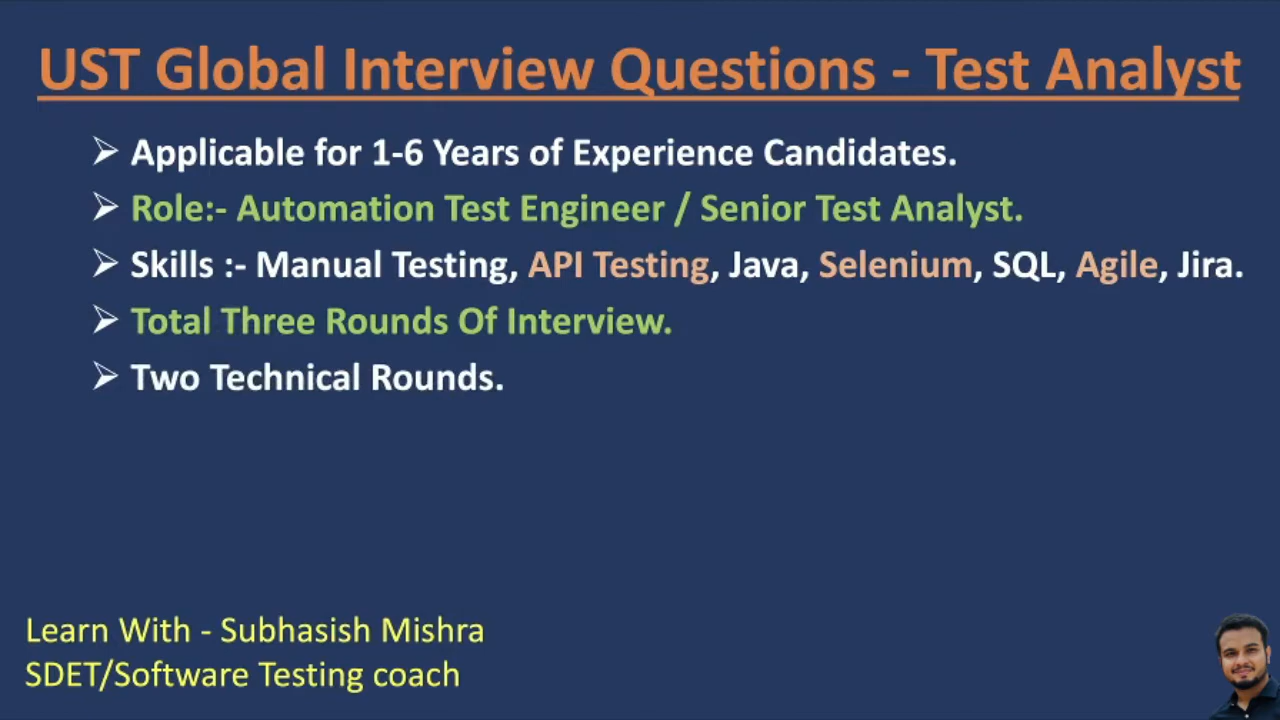 UST Global Interview Questions - Test Analyst
➢ Applicable for 1-6 Years of Experience Candidates.
➢ Role:- Automation Test Engineer / Senior Test Analyst.
➢ Skills :- Manual Testing, API Testing, Java, Selenium, SQL, Agile, Jira.
➢ Total Three Rounds Of Interview.
➢ Two Technical Rounds.
Learn With - Subhasish Mishra
SDET/Software Testing coach